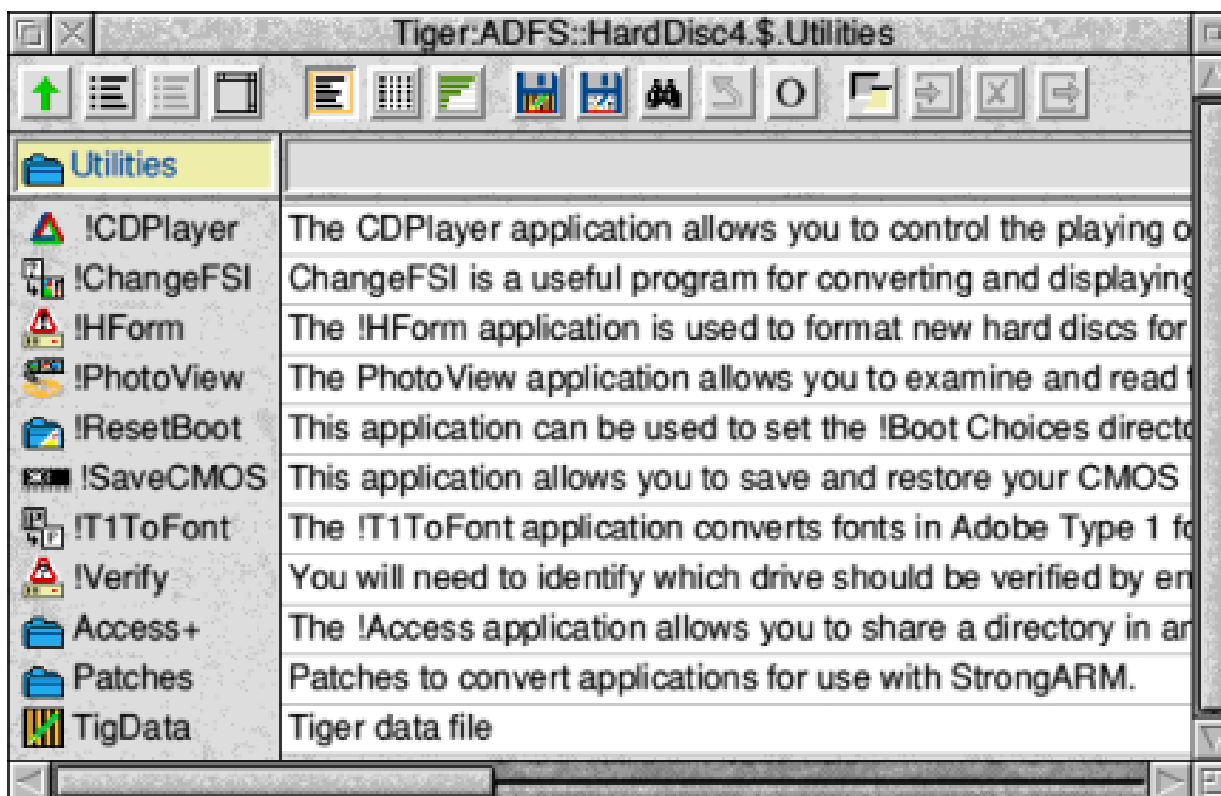 Tiger:ADFS::HardDisc4.$.Utilities
Utilities
!CDPlayer The CDPlayer application allows you to control the playing o
!ChangeFSI ChangeFSI is a useful program for converting and displaying
!HForm The !HForm application is used to format new hard discs for
!PhotoView The PhotoView application allows you to examine and read
!ResetBoot This application can be used to set the !Boot Choices directo
!SaveCMOS This application allows you to save and restore your CMOS
!T1ToFont The !T1ToFont application converts fonts in Adobe Type 1 fo
!Verify You will need to identify which drive should be verified by en
Access+ The !Access application allows you to share a directory in an
Patches Patches to convert applications for use with StrongARM.
TigData Tiger data file